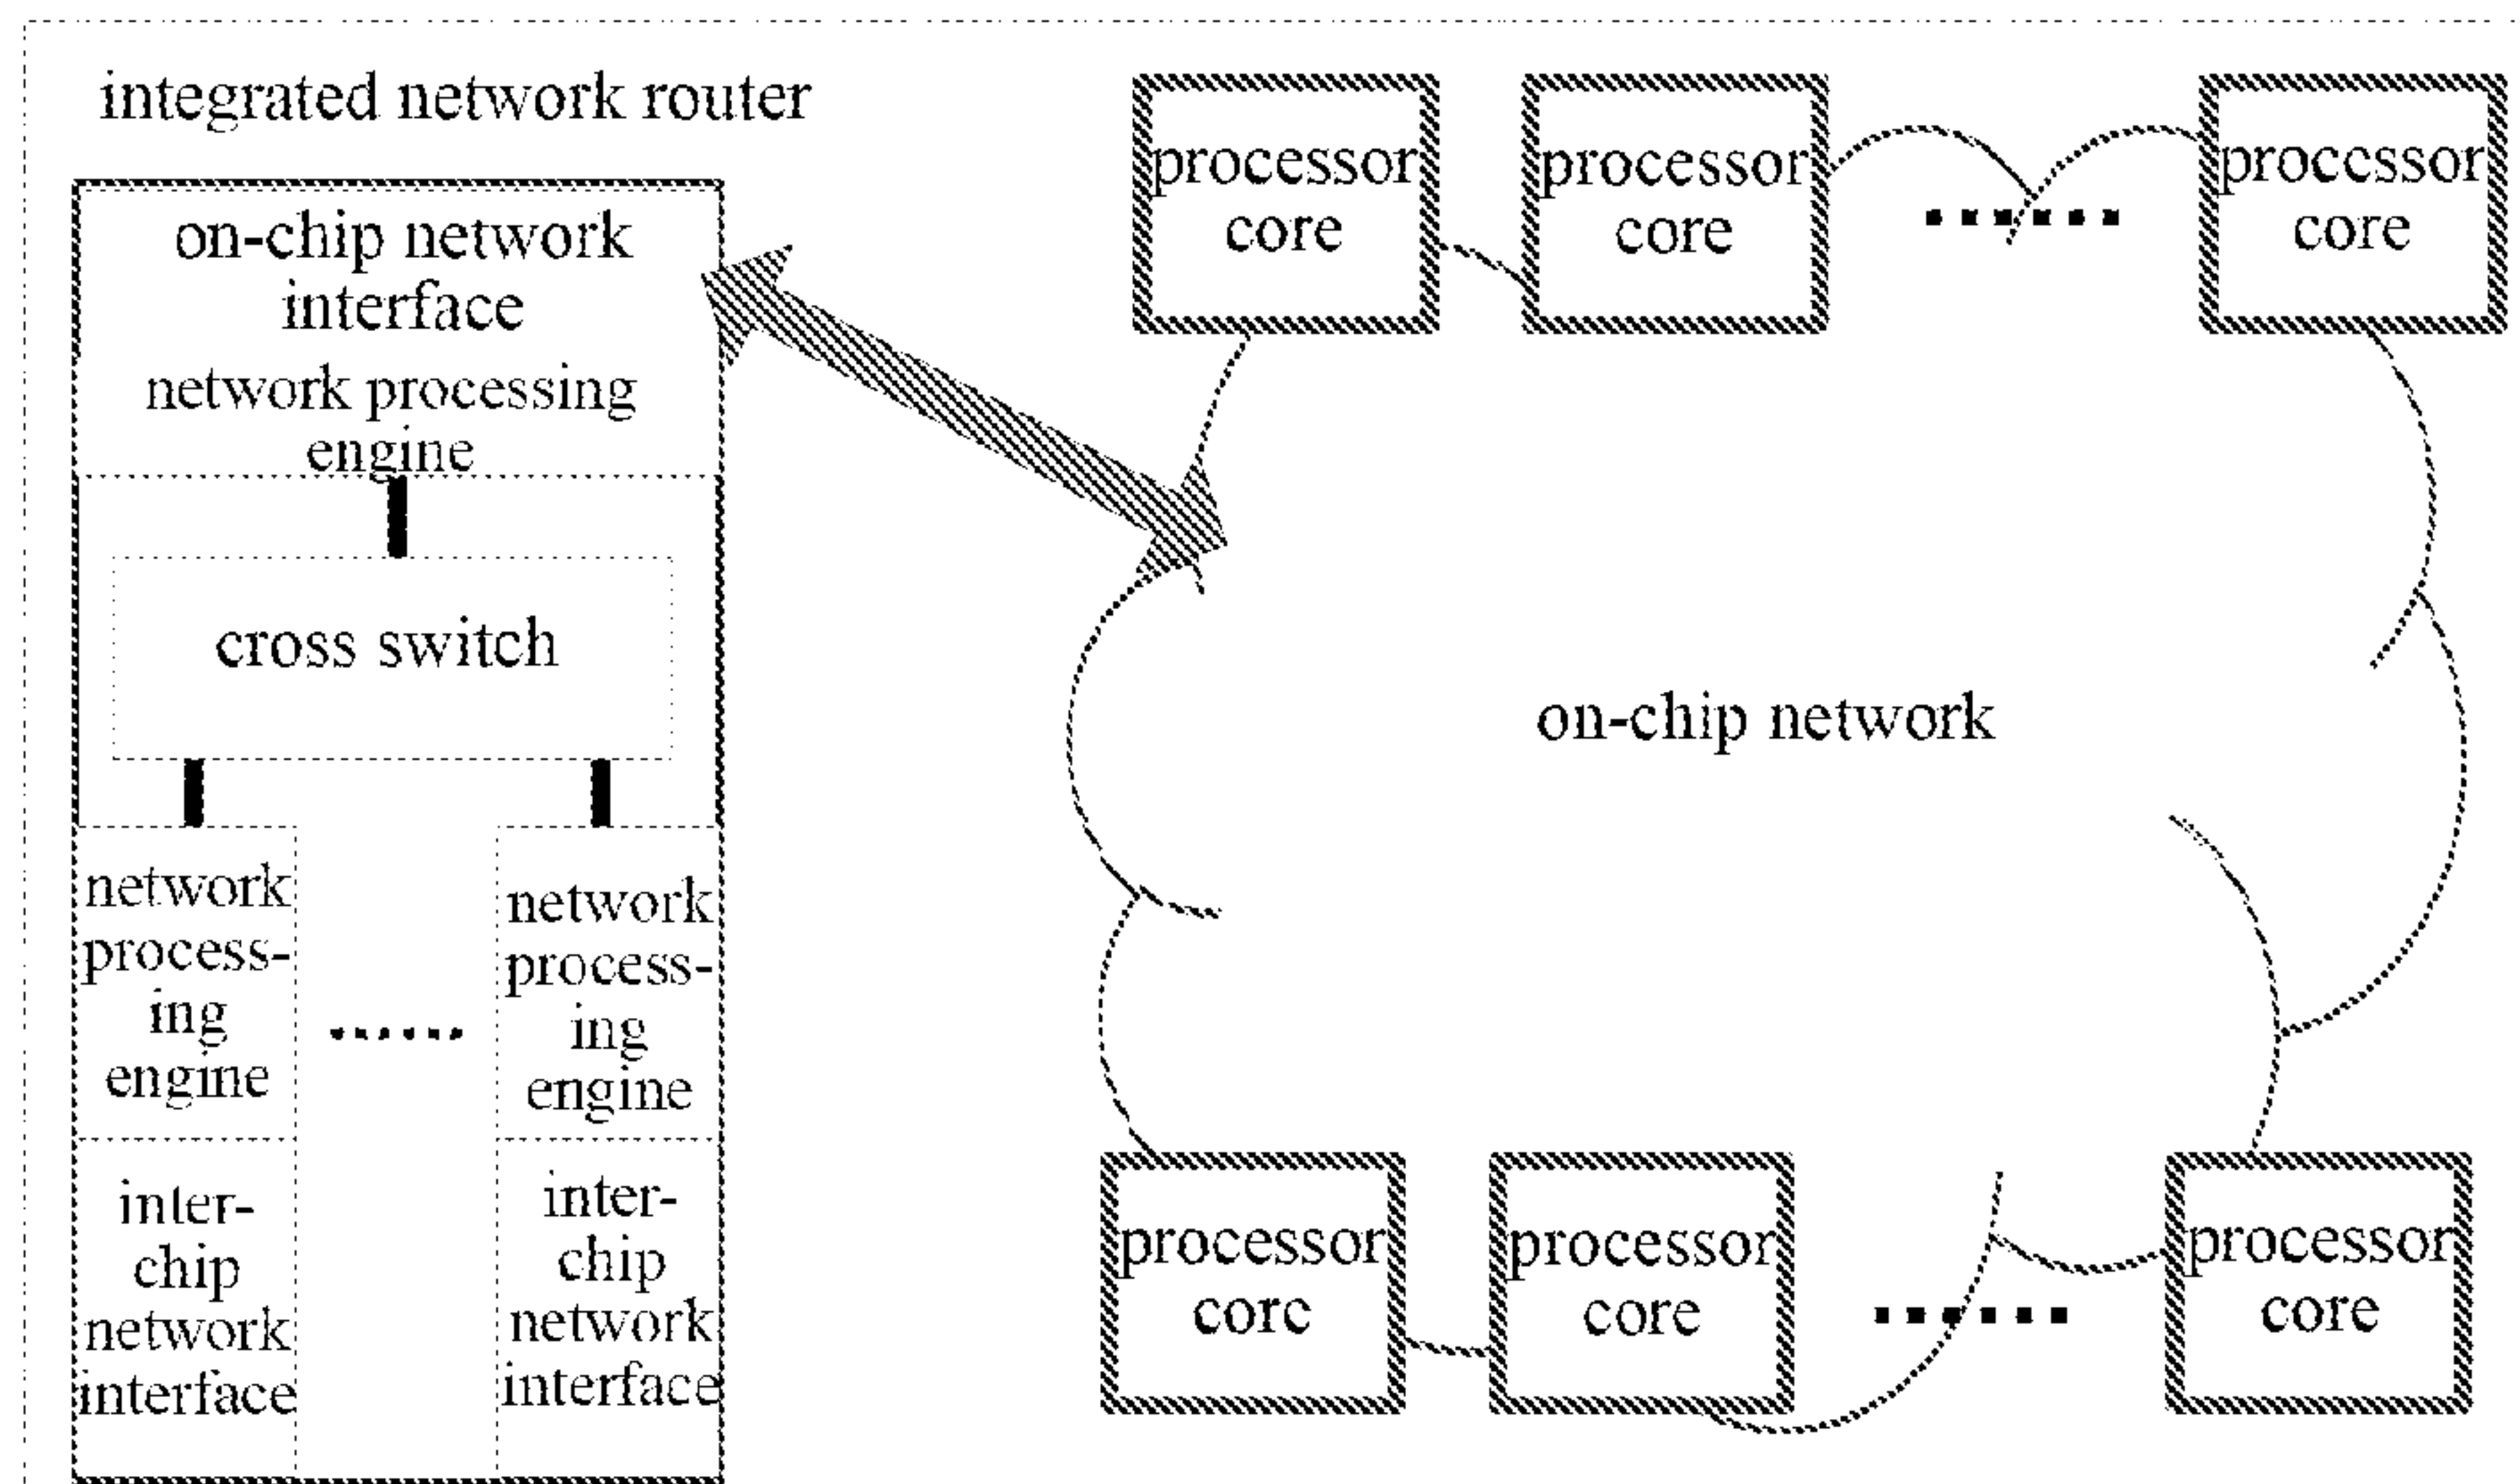 integrated network router
on-chip network
interface
network processing
engine
cross switch
network
process-
ing
engine
inter-
chip
network
interface
network
process-
ing
engine
inter-
chip
network
interface
processor
core
processor
core
processor
core
on-chip network
processor
core
processor
core
processor
core